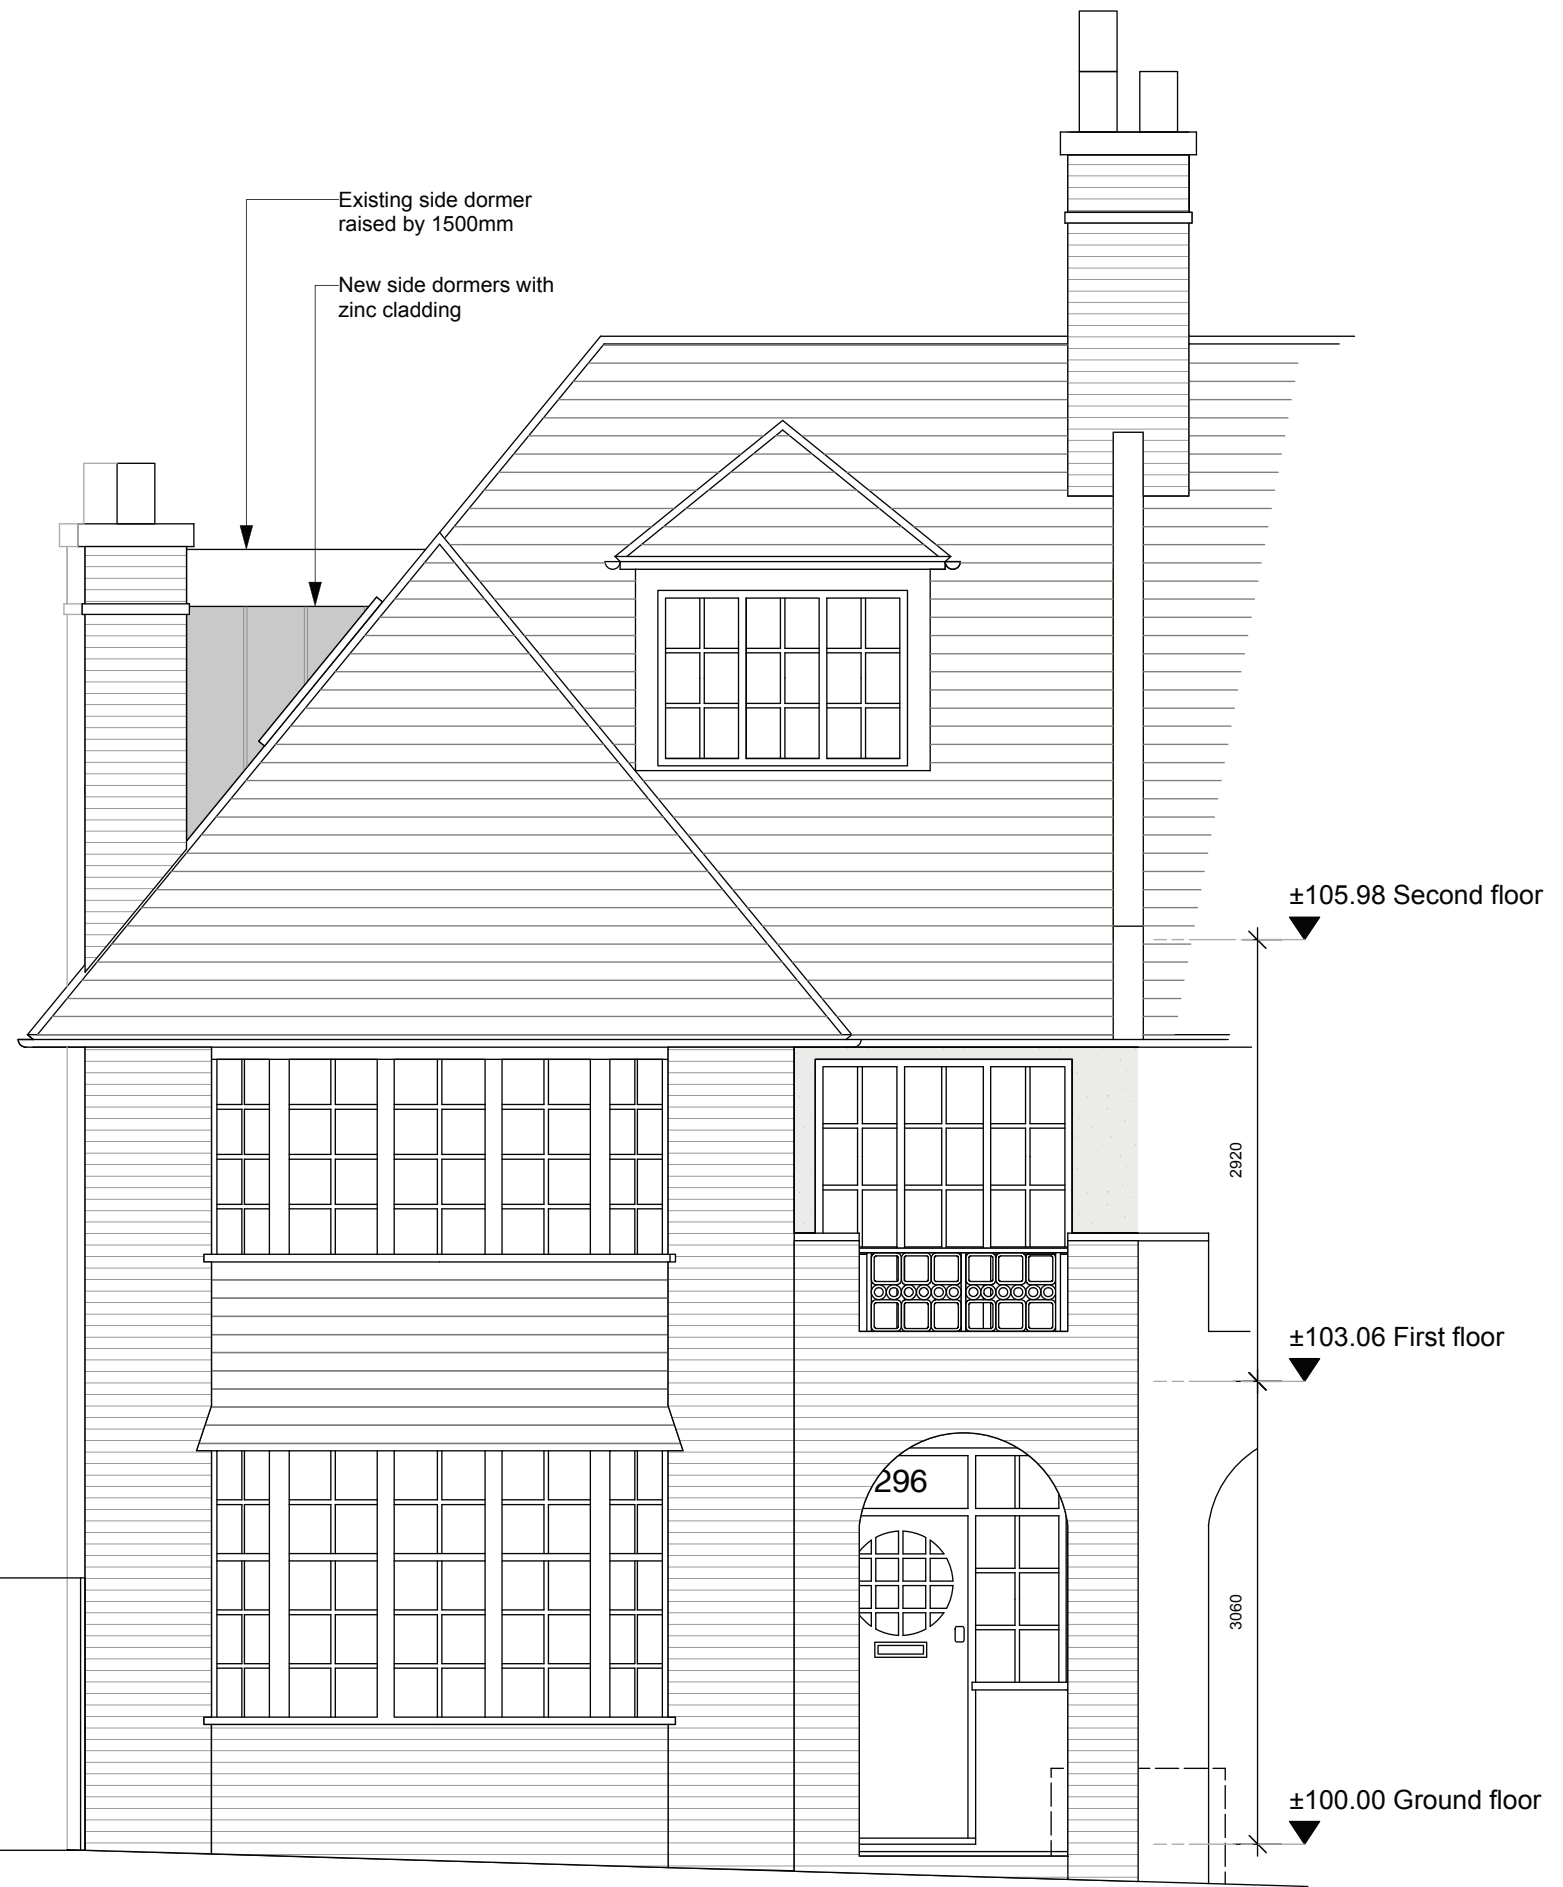 Existing side dormer
raised by 1500mm
New side dormers with
zinc cladding
±105.98 Second floor
2920
±103.06 First floor
296
3060
±100.00 Ground floor